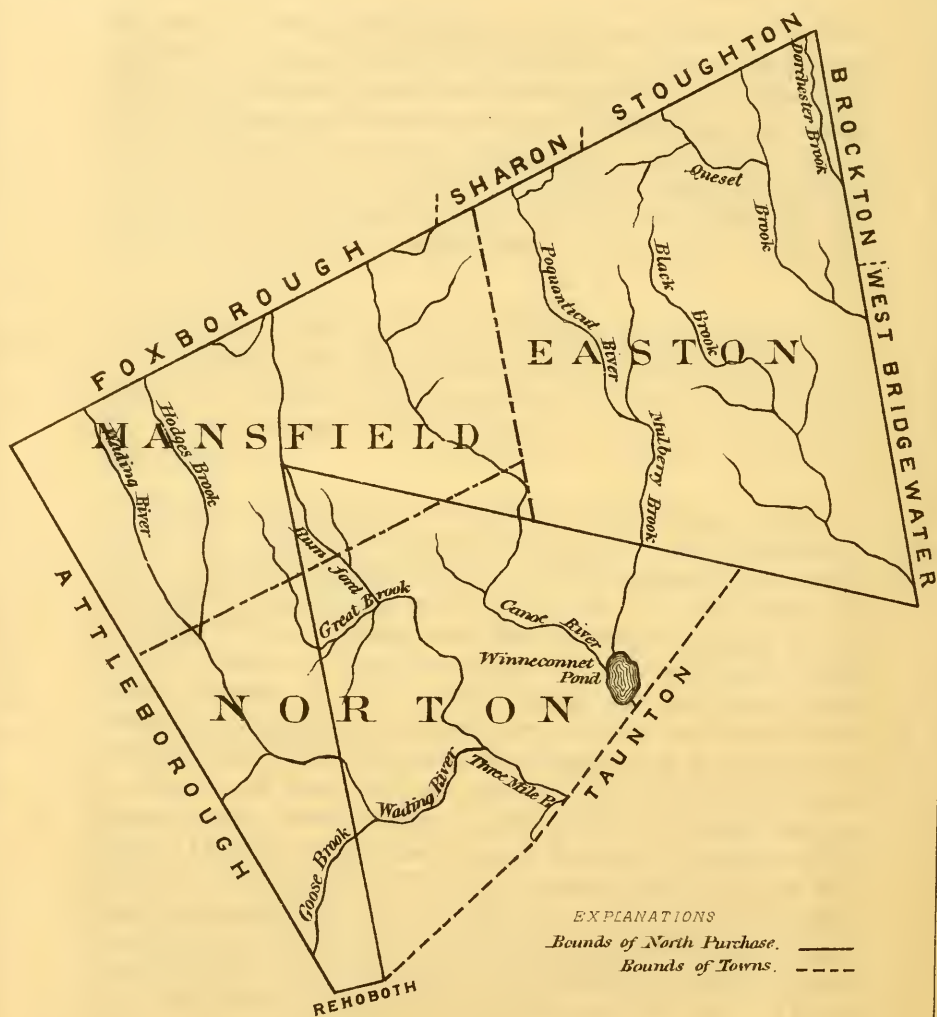 STOUGHTON
SHARON
FOXBOROUGH
BROCKTON
WEST BRIDGEWATER
Dorchester Brook
Queset
Brook
Poquanticut
River
Black
Brook
EASTON
Mulberry Brook
MANSFIELD
Hodges Brook
Wading River
Rumford
Great Brook
Canoe River
Winneconnet
Pond
NORTON
ATTLEBOROUGH
TAUNTON
Wading River
Three Mile R.
Goose Brook
REHOBOTH
EXPLANATIONS
Bounds of North Purchase.
Bounds of Towns.